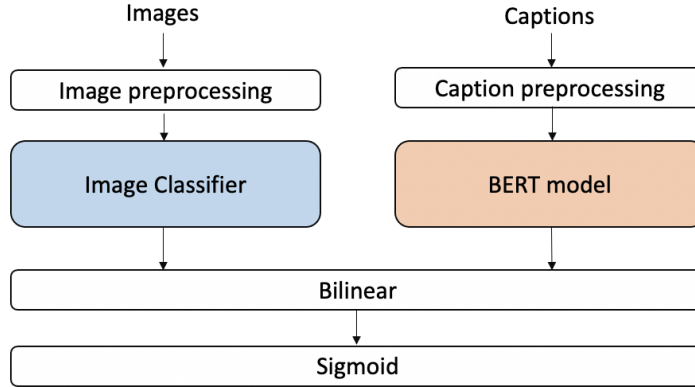 Images
Captions
Image preprocessing
Caption preprocessing
Image Classifier
BERT model
Bilinear
Sigmoid